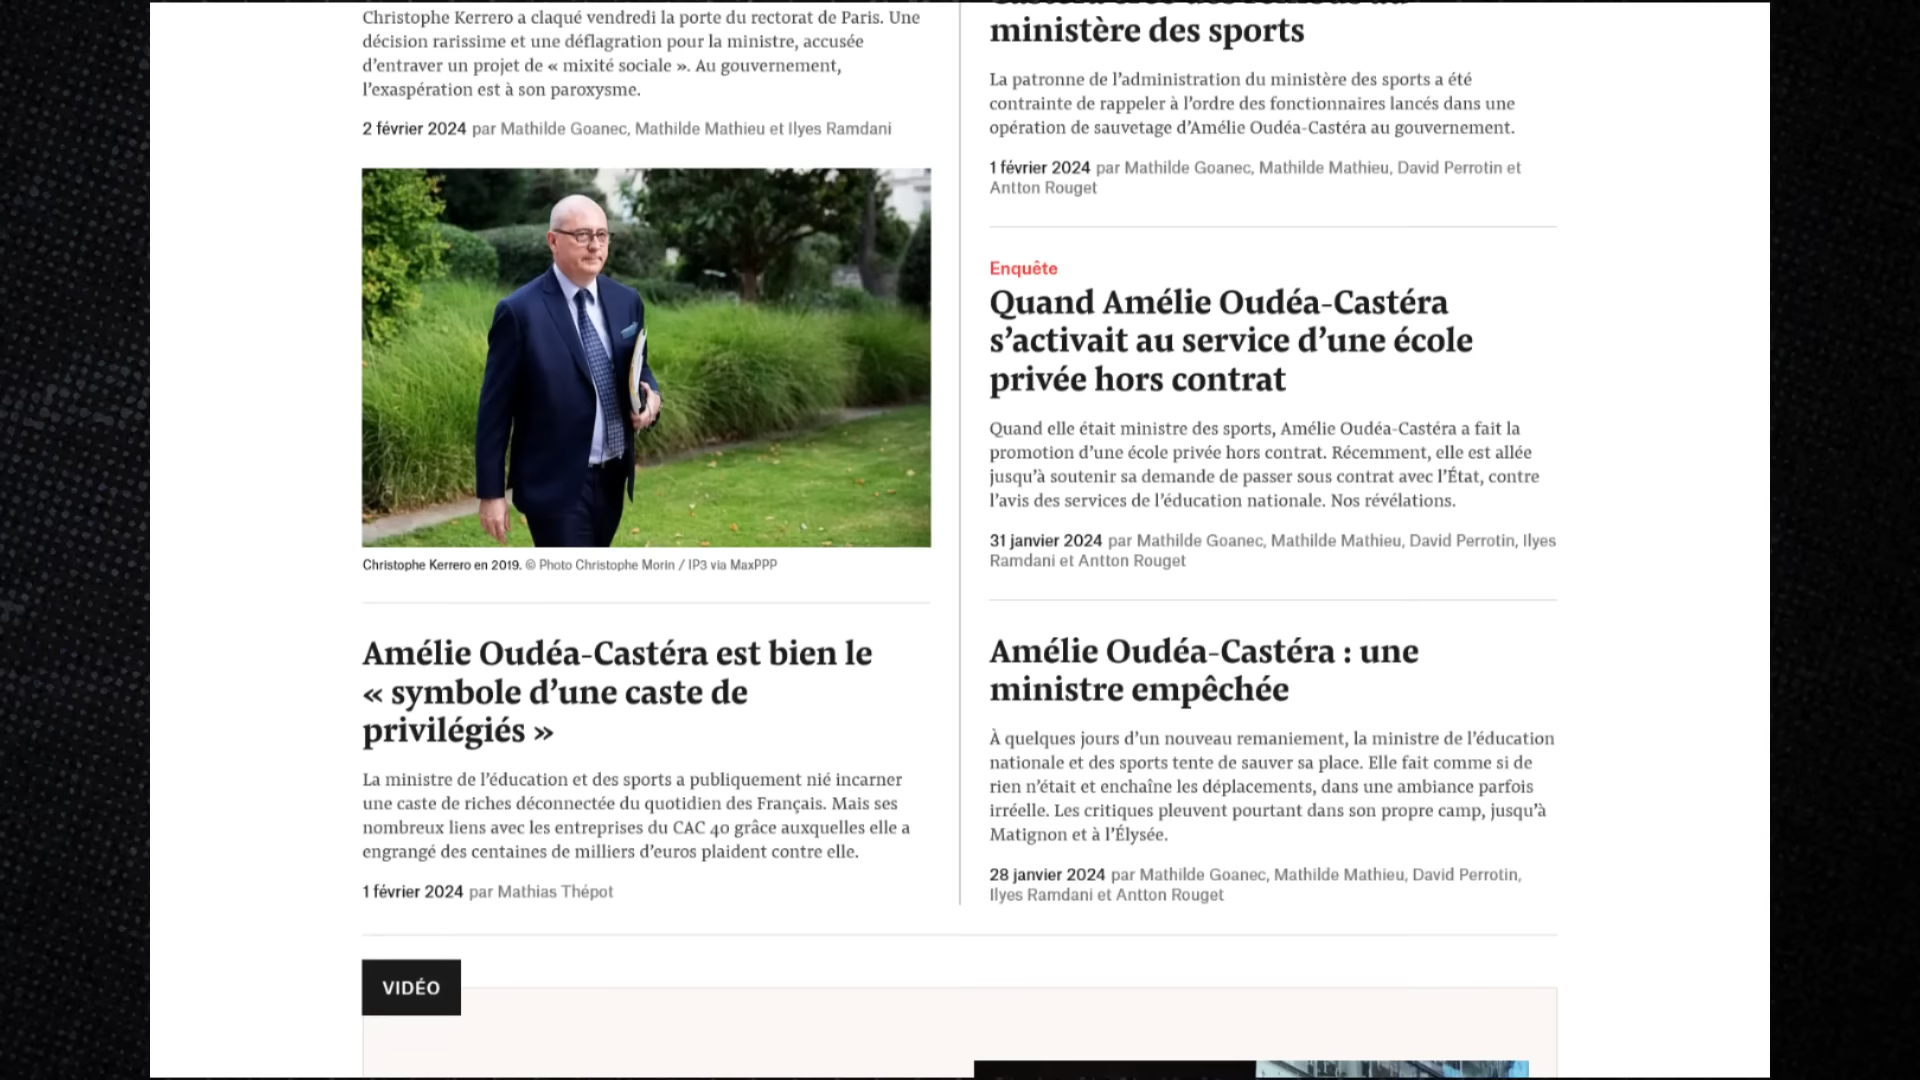 Christophe Kerrero a claqué vendredi la porte du rectorat de Paris. Une
décision rarissime et une déflagration pour la ministre, accusée
d’entraver un projet de « mixité sociale ». Au gouvernement,
l’exaspération est à son paroxysme.
2 février 2024 par Mathilde Goanec, Mathilde Mathieu et Ilyes Ramdani
Christophe Kerrero en 2019. © Photo Christophe Morin / IP3 via MaxPPP
Amélie Oudéa-Castéra est bien le
« symbole d’une caste de
privilégiés »
La ministre de l’éducation et des sports a publiquement nié incarner
une caste de riches déconnectée du quotidien des Français. Mais ses
nombreux liens avec les entreprises du CAC 40 grâce auxquelles elle a
engrangé des centaines de milliers d’euros plaident contre elle.
1 février 2024 par Mathias Thépot
ministère des sports
La patronne de l’administration du ministère des sports a été
contrainte de rappeler à l’ordre des fonctionnaires lancés dans une
opération de sauvetage d’Amélie Oudéa-Castéra au gouvernement.
1 février 2024 par Mathilde Goanec, Mathilde Mathieu, David Perrotin et
Antton Rouget
Enquête
Quand Amélie Oudéa-Castéra
s’activait au service d’une école
privée hors contrat
Quand elle était ministre des sports, Amélie Oudéa-Castéra a fait la
promotion d’une école privée hors contrat. Récemment, elle est allée
jusqu’à soutenir sa demande de passer sous contrat avec l’État, contre
l’avis des services de l’éducation nationale. Nos révélations.
31 janvier 2024 par Mathilde Goanec, Mathilde Mathieu, David Perrotin, Ilyes
Ramdani et Antton Rouget
Amélie Oudéa-Castéra : une
ministre empêchée
À quelques jours d’un nouveau remaniement, la ministre de l’éducation
nationale et des sports tente de sauver sa place. Elle fait comme si de
rien n’était et enchaîne les déplacements, dans une ambiance parfois
irréelle. Les critiques pleuvent pourtant dans son propre camp, jusqu’à
Matignon et à l’Élysée.
28 janvier 2024 par Mathilde Goanec, Mathilde Mathieu, David Perrotin,
Ilyes Ramdani et Antton Rouget
VIDÉO